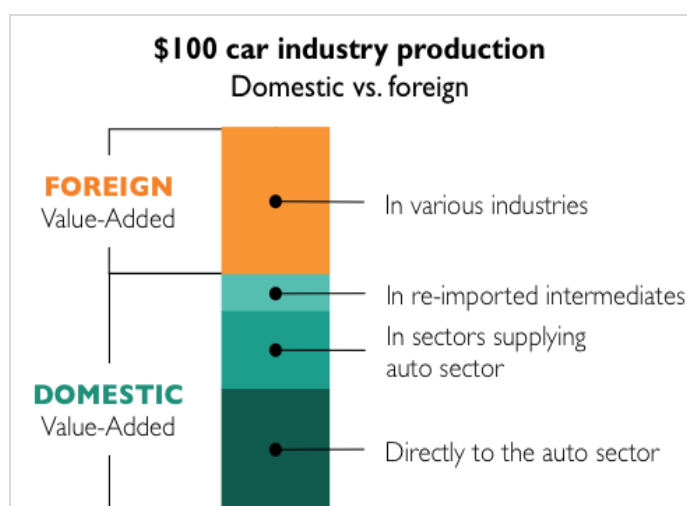 $100 car industry production
Domestic vs. foreign
FOREIGN
Value-Added
In various industries
In re-imported intermediates
In sectors supplying
auto sector
DOMESTIC
Value-Added
Directly to the auto sector